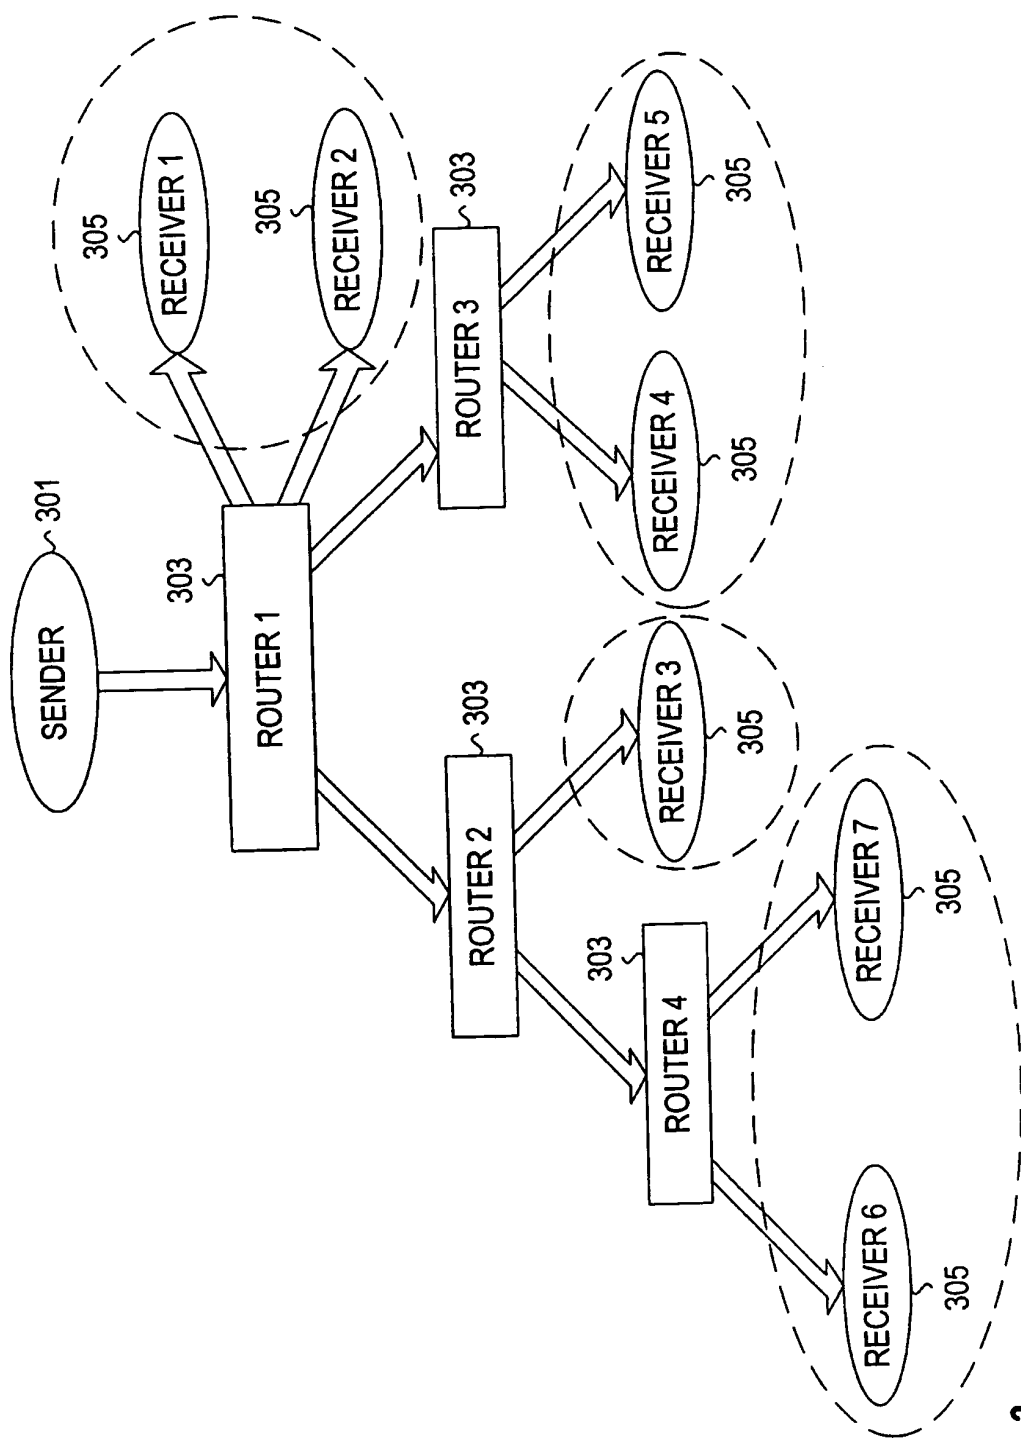 SENDER
301
303
ROUTER 1
305
RECEIVER 1
305
RECEIVER 2
303
ROUTER 2
303
ROUTER 3
RECEIVER 3
305
RECEIVER 4
305
RECEIVER 5
305
303
ROUTER 4
RECEIVER 6
305
RECEIVER 7
305